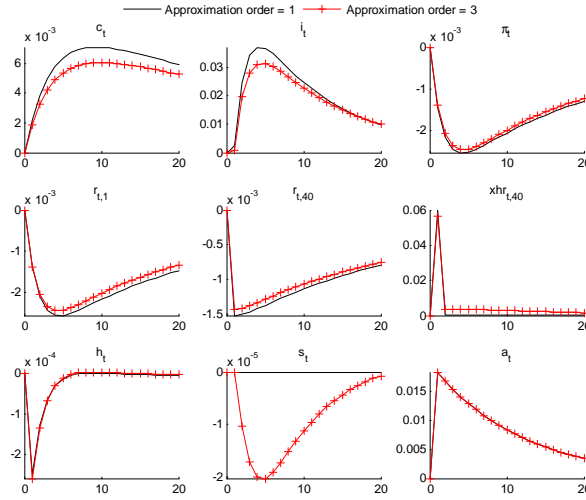 Approximation order = 1 Approximation order = 3
x 10^-3 c_t i_t x 10^-3 π_t
6 4 2 0 0.03 0.02 0.01 0 0 -1 -2
0 10 20 0 10 20 0 10 20
x 10^-3 r_t,1 x 10^-3 r_t,40 xhr_t,40
0 -1 -2 0 -0.5 -1 -1.5 0.06 0.04 0.02 0
0 10 20 0 10 20 0 10 20
x 10^-4 h_t x 10^-5 s_t a_t
0 -1 -2 0 -1 -2 0.015 0.01 0.005 0
0 10 20 0 10 20 0 10 20